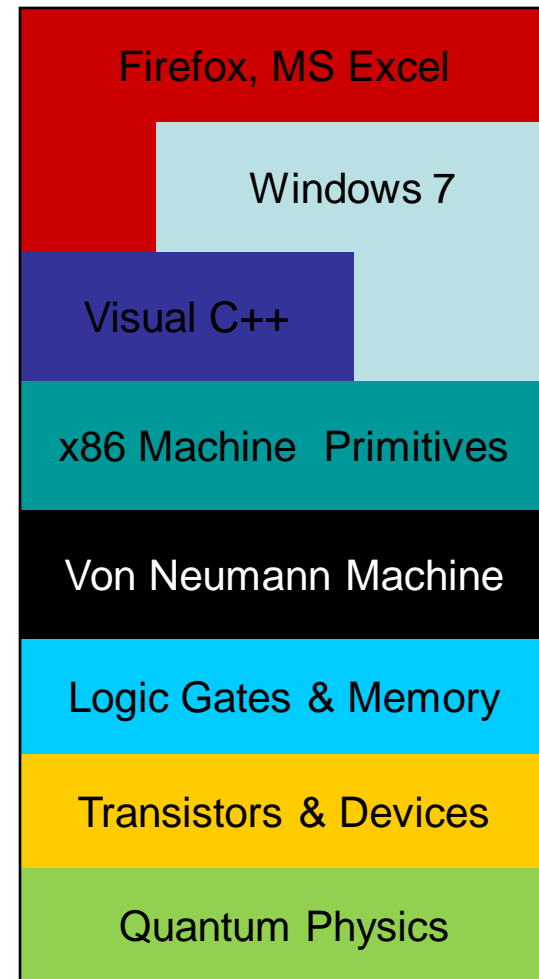 Firefox, MS Excel
Windows 7
Visual C++
x86 Machine Primitives
Von Neumann Machine
Logic Gates & Memory
Transistors & Devices
Quantum Physics